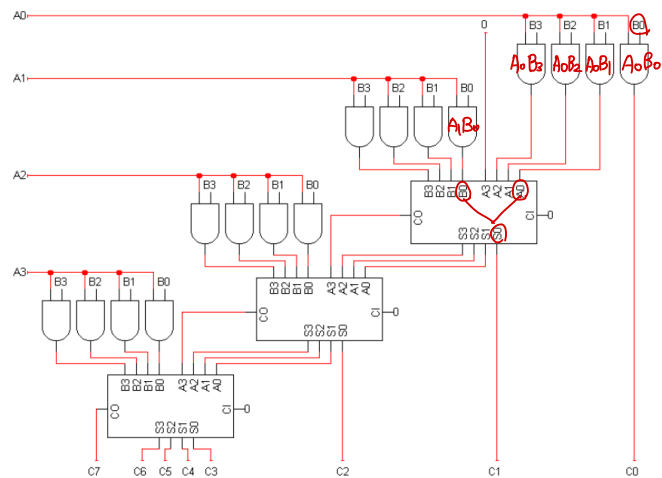 A0
0
B3 B2 B1 B0
A0B3 A0B2 A0B1 A0B0
A1
B3 B2 B1 B0
A1B0
A2
B3 B2 B1 B0
B3 B2 B1 B0 A3 A2 A1 A0
CO CI 0
S3 S2 S1 S0
A3
B3 B2 B1 B0
B3 B2 B1 B0 A3 A2 A1 A0
CO CI 0
S3 S2 S1 S0
B3 B2 B1 B0 A3 A2 A1 A0
CO CI 0
S3 S2 S1 S0
C7 C6 C5 C4 C3 C2 C1 C0